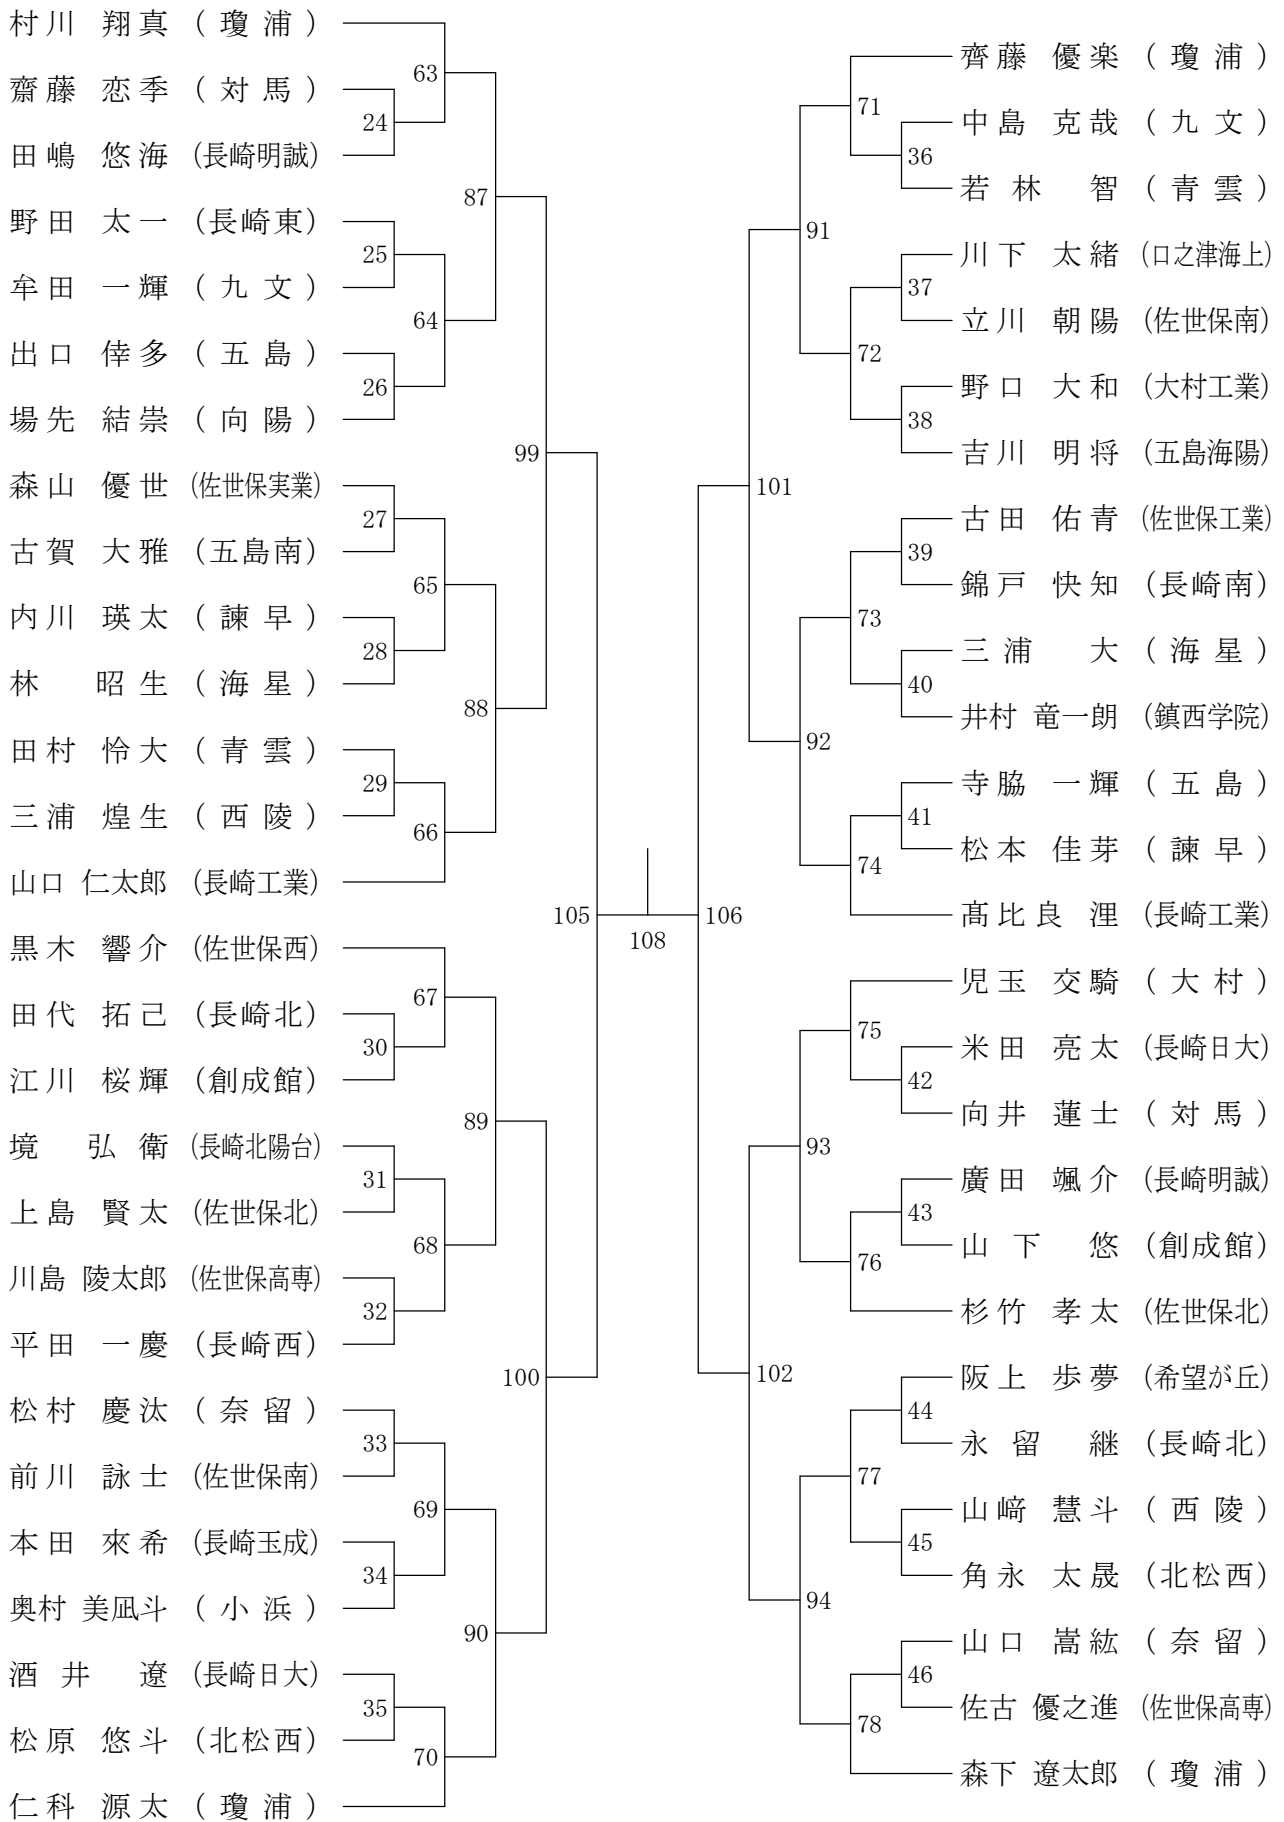 村川 翔真 (瓊浦)
齋藤 恋季 (対馬)
田嶋 悠海 (長崎明誠)
野田 太一 (長崎東)
牟田 一輝 (九文)
出口 倖多 (五島)
場先 結崇 (向陽)
森山 優世 (佐世保実業)
古賀 大雅 (五島南)
内川 瑛太 (諫早)
林 昭生 (海星)
田村 怜大 (青雲)
三浦 煌生 (西陵)
山口 仁太郎 (長崎工業)
黒木 響介 (佐世保西)
田代 拓己 (長崎北)
江川 桜輝 (創成館)
境 弘衛 (長崎北陽台)
上島 賢太 (佐世保北)
川島 陵太郎 (佐世保高専)
平田 一慶 (長崎西)
松村 慶汰 (奈留)
前川 詠士 (佐世保南)
本田 來希 (長崎玉成)
奥村 美凪斗 (小浜)
酒井 遼 (長崎日大)
松原 悠斗 (北松西)
仁科 源太 (瓊浦)
24
25
26
27
28
29
30
31
32
33
34
35
63
64
65
66
67
68
69
70
87
88
89
90
99
100
105
108
106
101
102
91
92
93
94
71
72
73
74
75
76
77
78
36
37
38
39
40
41
42
43
44
45
46
齊藤 優楽 (瓊浦)
中島 克哉 (九文)
若林 智 (青雲)
川下 太緒 (口之津海上)
立川 朝陽 (佐世保南)
野口 大和 (大村工業)
吉川 明将 (五島海陽)
古田 佑青 (佐世保工業)
錦戸 快知 (長崎南)
三浦 大 (海星)
井村 竜一朗 (鎮西学院)
寺脇 一輝 (五島)
松本 佳芽 (諫早)
髙比良 浬 (長崎工業)
児玉 交騎 (大村)
米田 亮太 (長崎日大)
向井 蓮士 (対馬)
廣田 颯介 (長崎明誠)
山下 悠 (創成館)
杉竹 孝太 (佐世保北)
阪上 歩夢 (希望が丘)
永留 継 (長崎北)
山﨑 慧斗 (西陵)
角永 太晟 (北松西)
山口 嵩紘 (奈留)
佐古 優之進 (佐世保高専)
森下 遼太郎 (瓊浦)